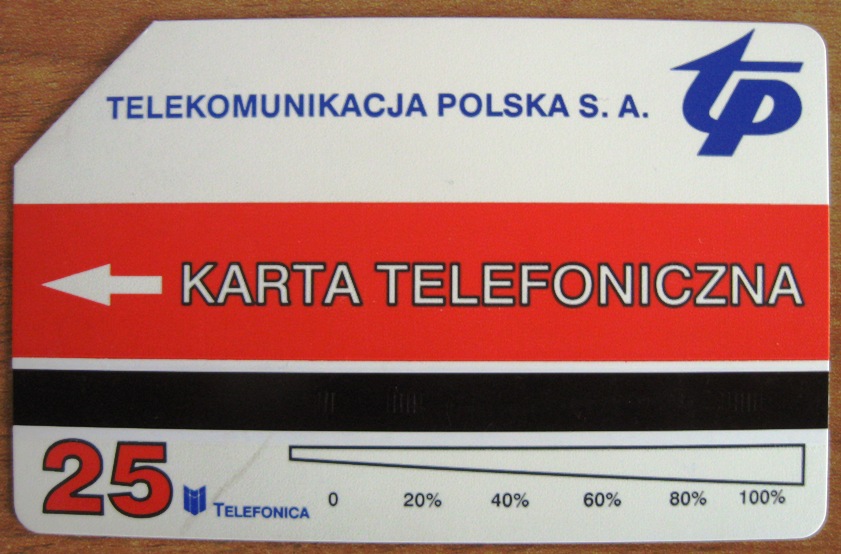 TELEKOMUNIKACJA POLSKA S. A.
tp
KARTA TELEFONICZNA
25
TELEFONICA
0 20% 40% 60% 80% 100%